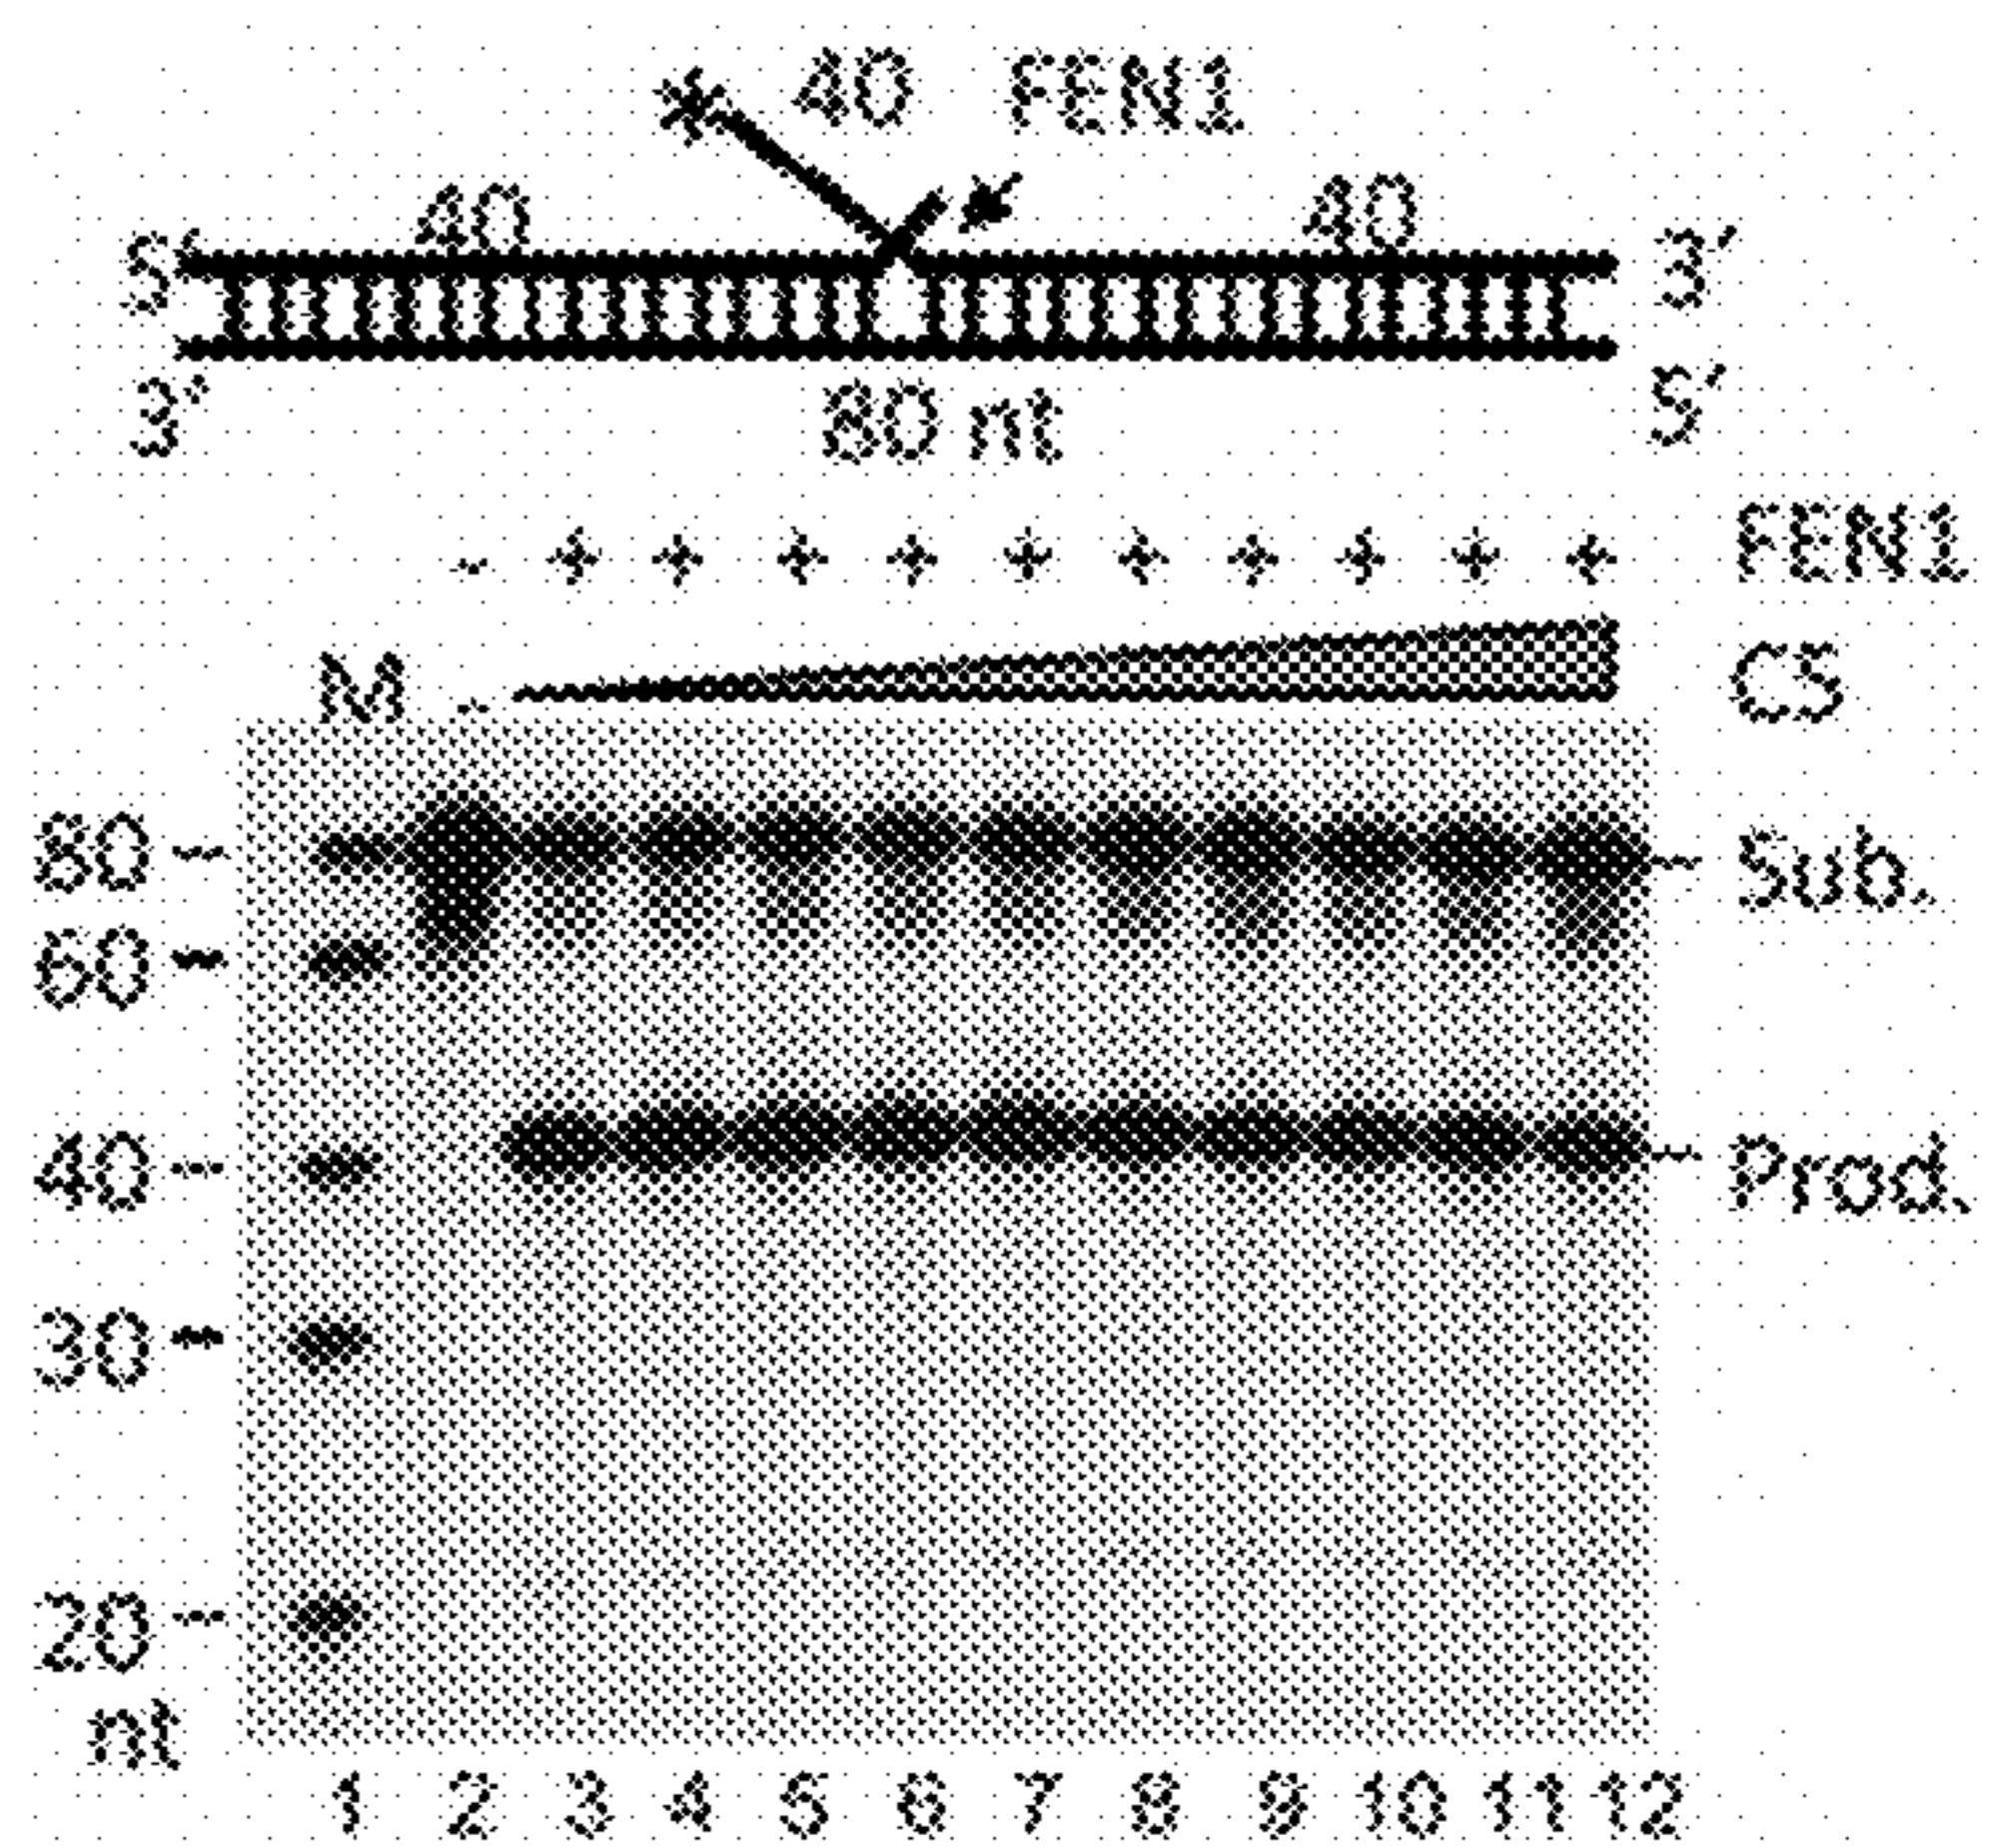 * 40 FEN1
5′ 40 40 3′
3′ 80 nt 5′
- + + + + + + + + + + FEN1
M - C5
80 - - Sub.
60 -
40 - - Prod.
30 -
20 -
nt
1 2 3 4 5 6 7 8 9 10 11 12